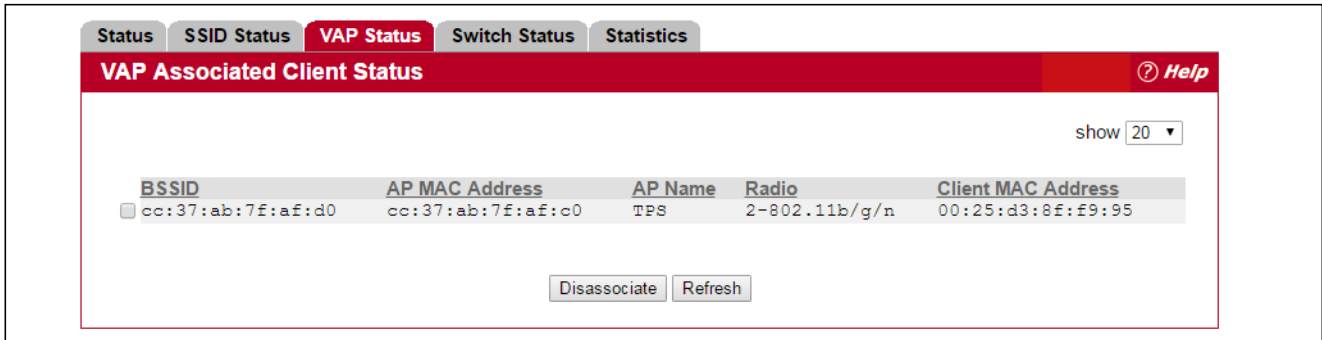 Status SSID Status VAP Status Switch Status Statistics
VAP Associated Client Status ? Help
show 20
BSSID AP MAC Address AP Name Radio Client MAC Address
cc:37:ab:7f:af:d0 cc:37:ab:7f:af:c0 TPS 2-802.11b/g/n 00:25:d3:8f:f9:95
Disassociate Refresh